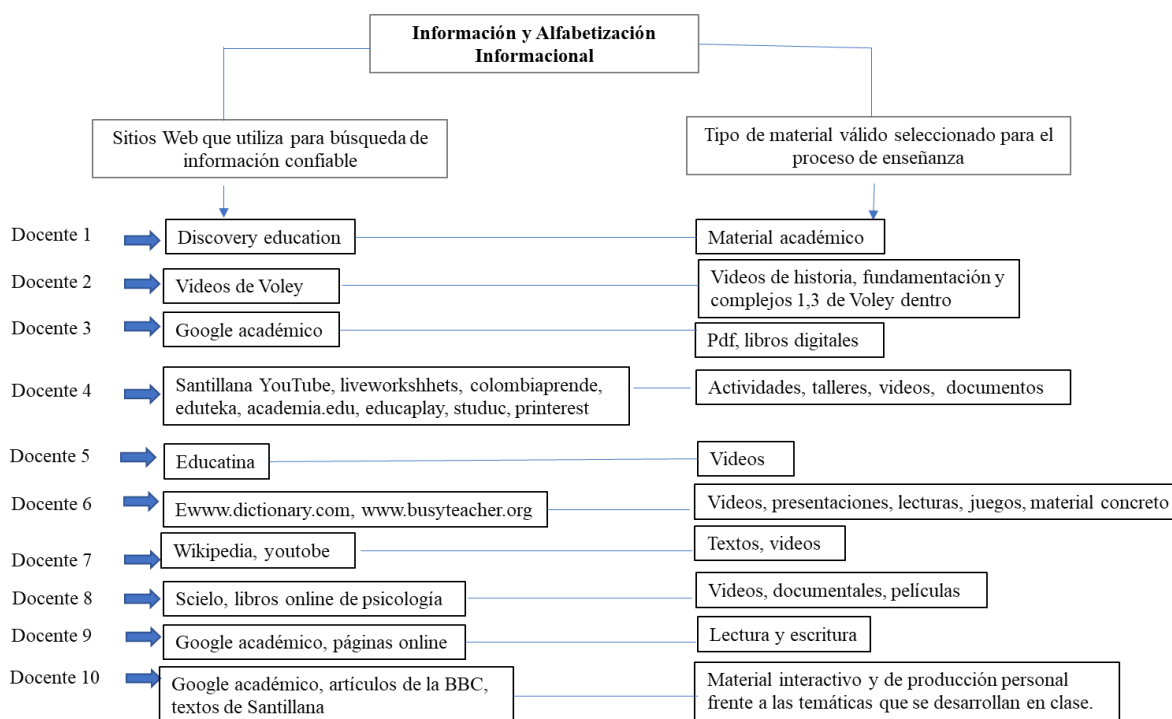 Información y Alfabetización
Informacional
Sitios Web que utiliza para búsqueda de
información confiable
Tipo de material válido seleccionado para el
proceso de enseñanza
Docente 1
Discovery education
Material académico
Docente 2
Videos de Voley
Videos de historia, fundamentación y
complejos 1,3 de Voley dentro
Docente 3
Google académico
Pdf, libros digitales
Docente 4
Santillana YouTube, liveworkshhets, colombiaprende,
eduteka, academia.edu, educaplay, studuc, printerest
Actividades, talleres, videos, documentos
Docente 5
Educatina
Videos
Docente 6
Ewww.dictionary.com, www.busyteacher.org
Videos, presentaciones, lecturas, juegos, material concreto
Docente 7
Wikipedia, youtobe
Textos, videos
Docente 8
Scielo, libros online de psicología
Videos, documentales, películas
Docente 9
Google académico, páginas online
Lectura y escritura
Docente 10
Google académico, artículos de la BBC,
textos de Santillana
Material interactivo y de producción personal
frente a las temáticas que se desarrollan en clase.